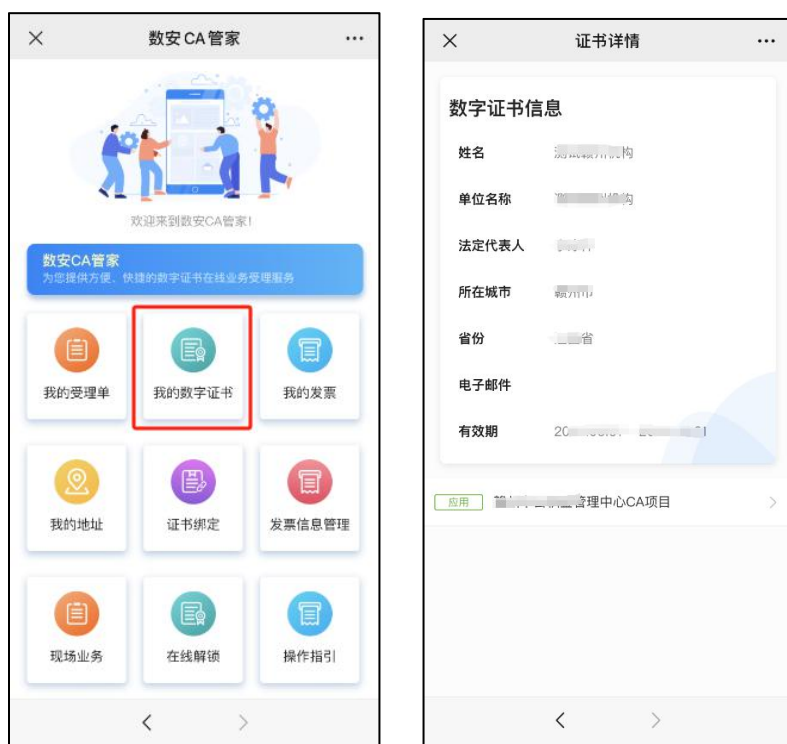 数安CA管家
欢迎来到数安CA管家!
数安CA管家
为您提供方便、快捷的数字证书在线业务受理服务
我的受理单
我的数字证书
我的发票
我的地址
证书绑定
发票信息管理
现场业务
在线解锁
操作指引
证书详情
数字证书信息
姓名
单位名称
法定代表人
所在城市
省份 省
电子邮件
有效期 20
应用 管理中心CA项目